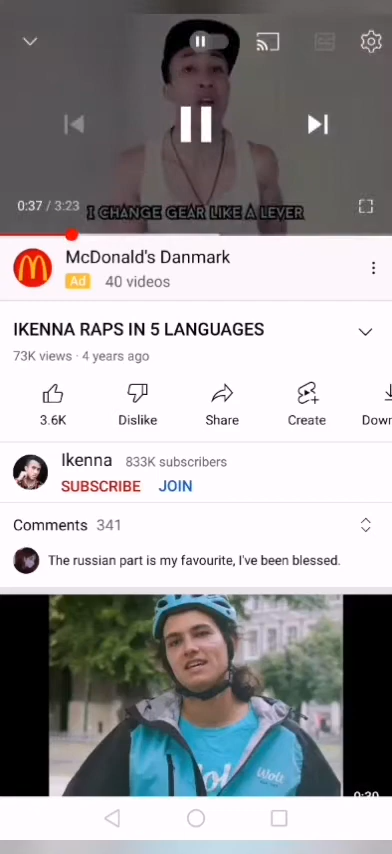 0:37 / 3:23
I CHANGE GEAR LIKE A LEVER
McDonald's Danmark
Ad 40 videos
IKENNA RAPS IN 5 LANGUAGES
73K views · 4 years ago
3.6K Dislike Share Create Down
Ikenna 833K subscribers
SUBSCRIBE JOIN
Comments 341
The russian part is my favourite, I've been blessed.
Wolt